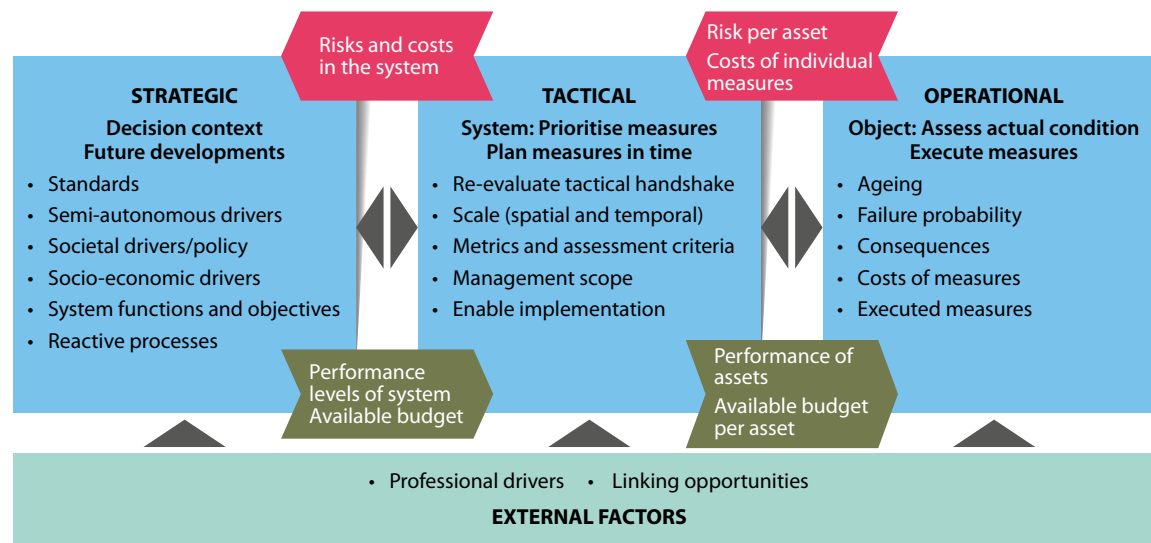 Risks and costs
in the system
Risk per asset
Costs of individual
measures
STRATEGIC
Decision context
Future developments
• Standards
• Semi-autonomous drivers
• Societal drivers/policy
• Socio-economic drivers
• System functions and objectives
• Reactive processes
TACTICAL
System: Prioritise measures
Plan measures in time
• Re-evaluate tactical handshake
• Scale (spatial and temporal)
• Metrics and assessment criteria
• Management scope
• Enable implementation
OPERATIONAL
Object: Assess actual condition
Execute measures
• Ageing
• Failure probability
• Consequences
• Costs of measures
• Executed measures
Performance
levels of system
Available budget
Performance of
assets
Available budget
per asset
• Professional drivers • Linking opportunities
EXTERNAL FACTORS